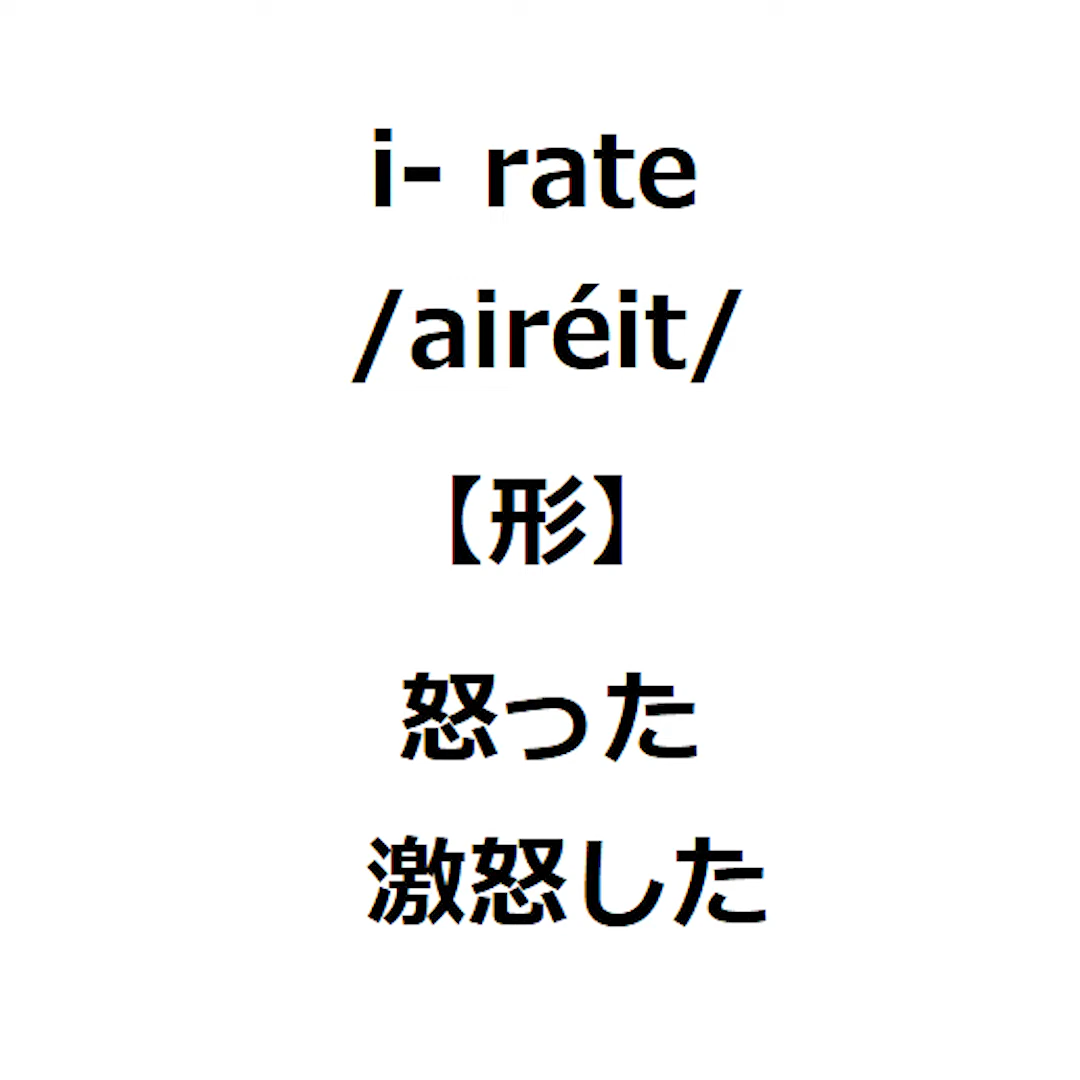 i- rate
/airéit/
【形】
怒った
激怒した